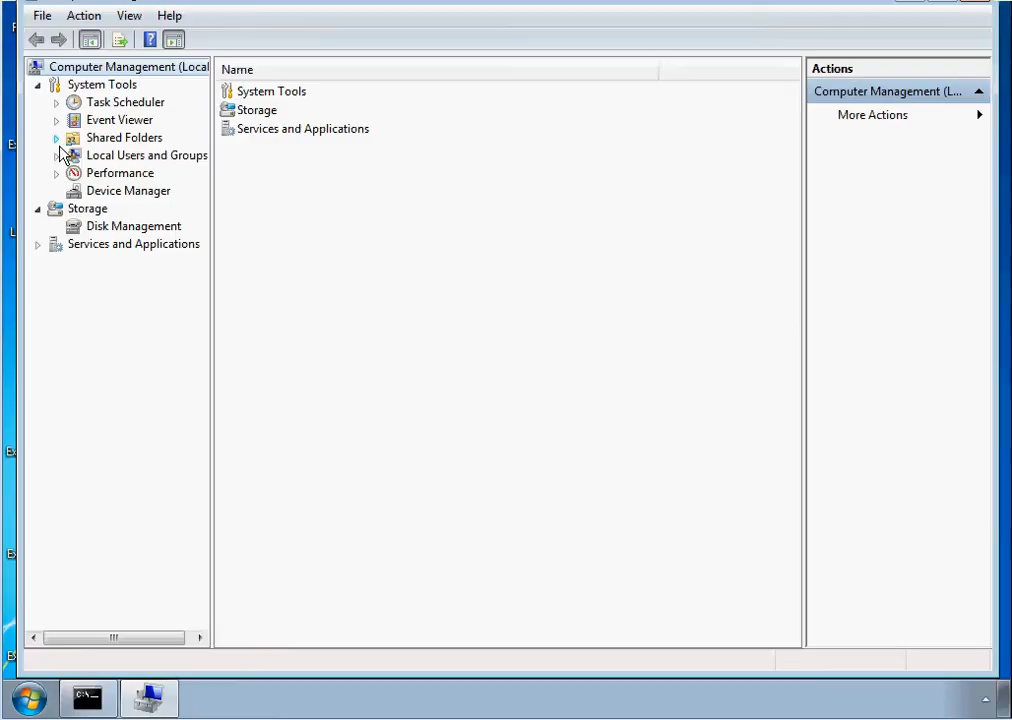 File Action View Help
Computer Management (Local
System Tools
Task Scheduler
Event Viewer
Shared Folders
Local Users and Groups
Performance
Device Manager
Storage
Disk Management
Services and Applications
Name
System Tools
Storage
Services and Applications
Actions
Computer Management (L...
More Actions
C:\_